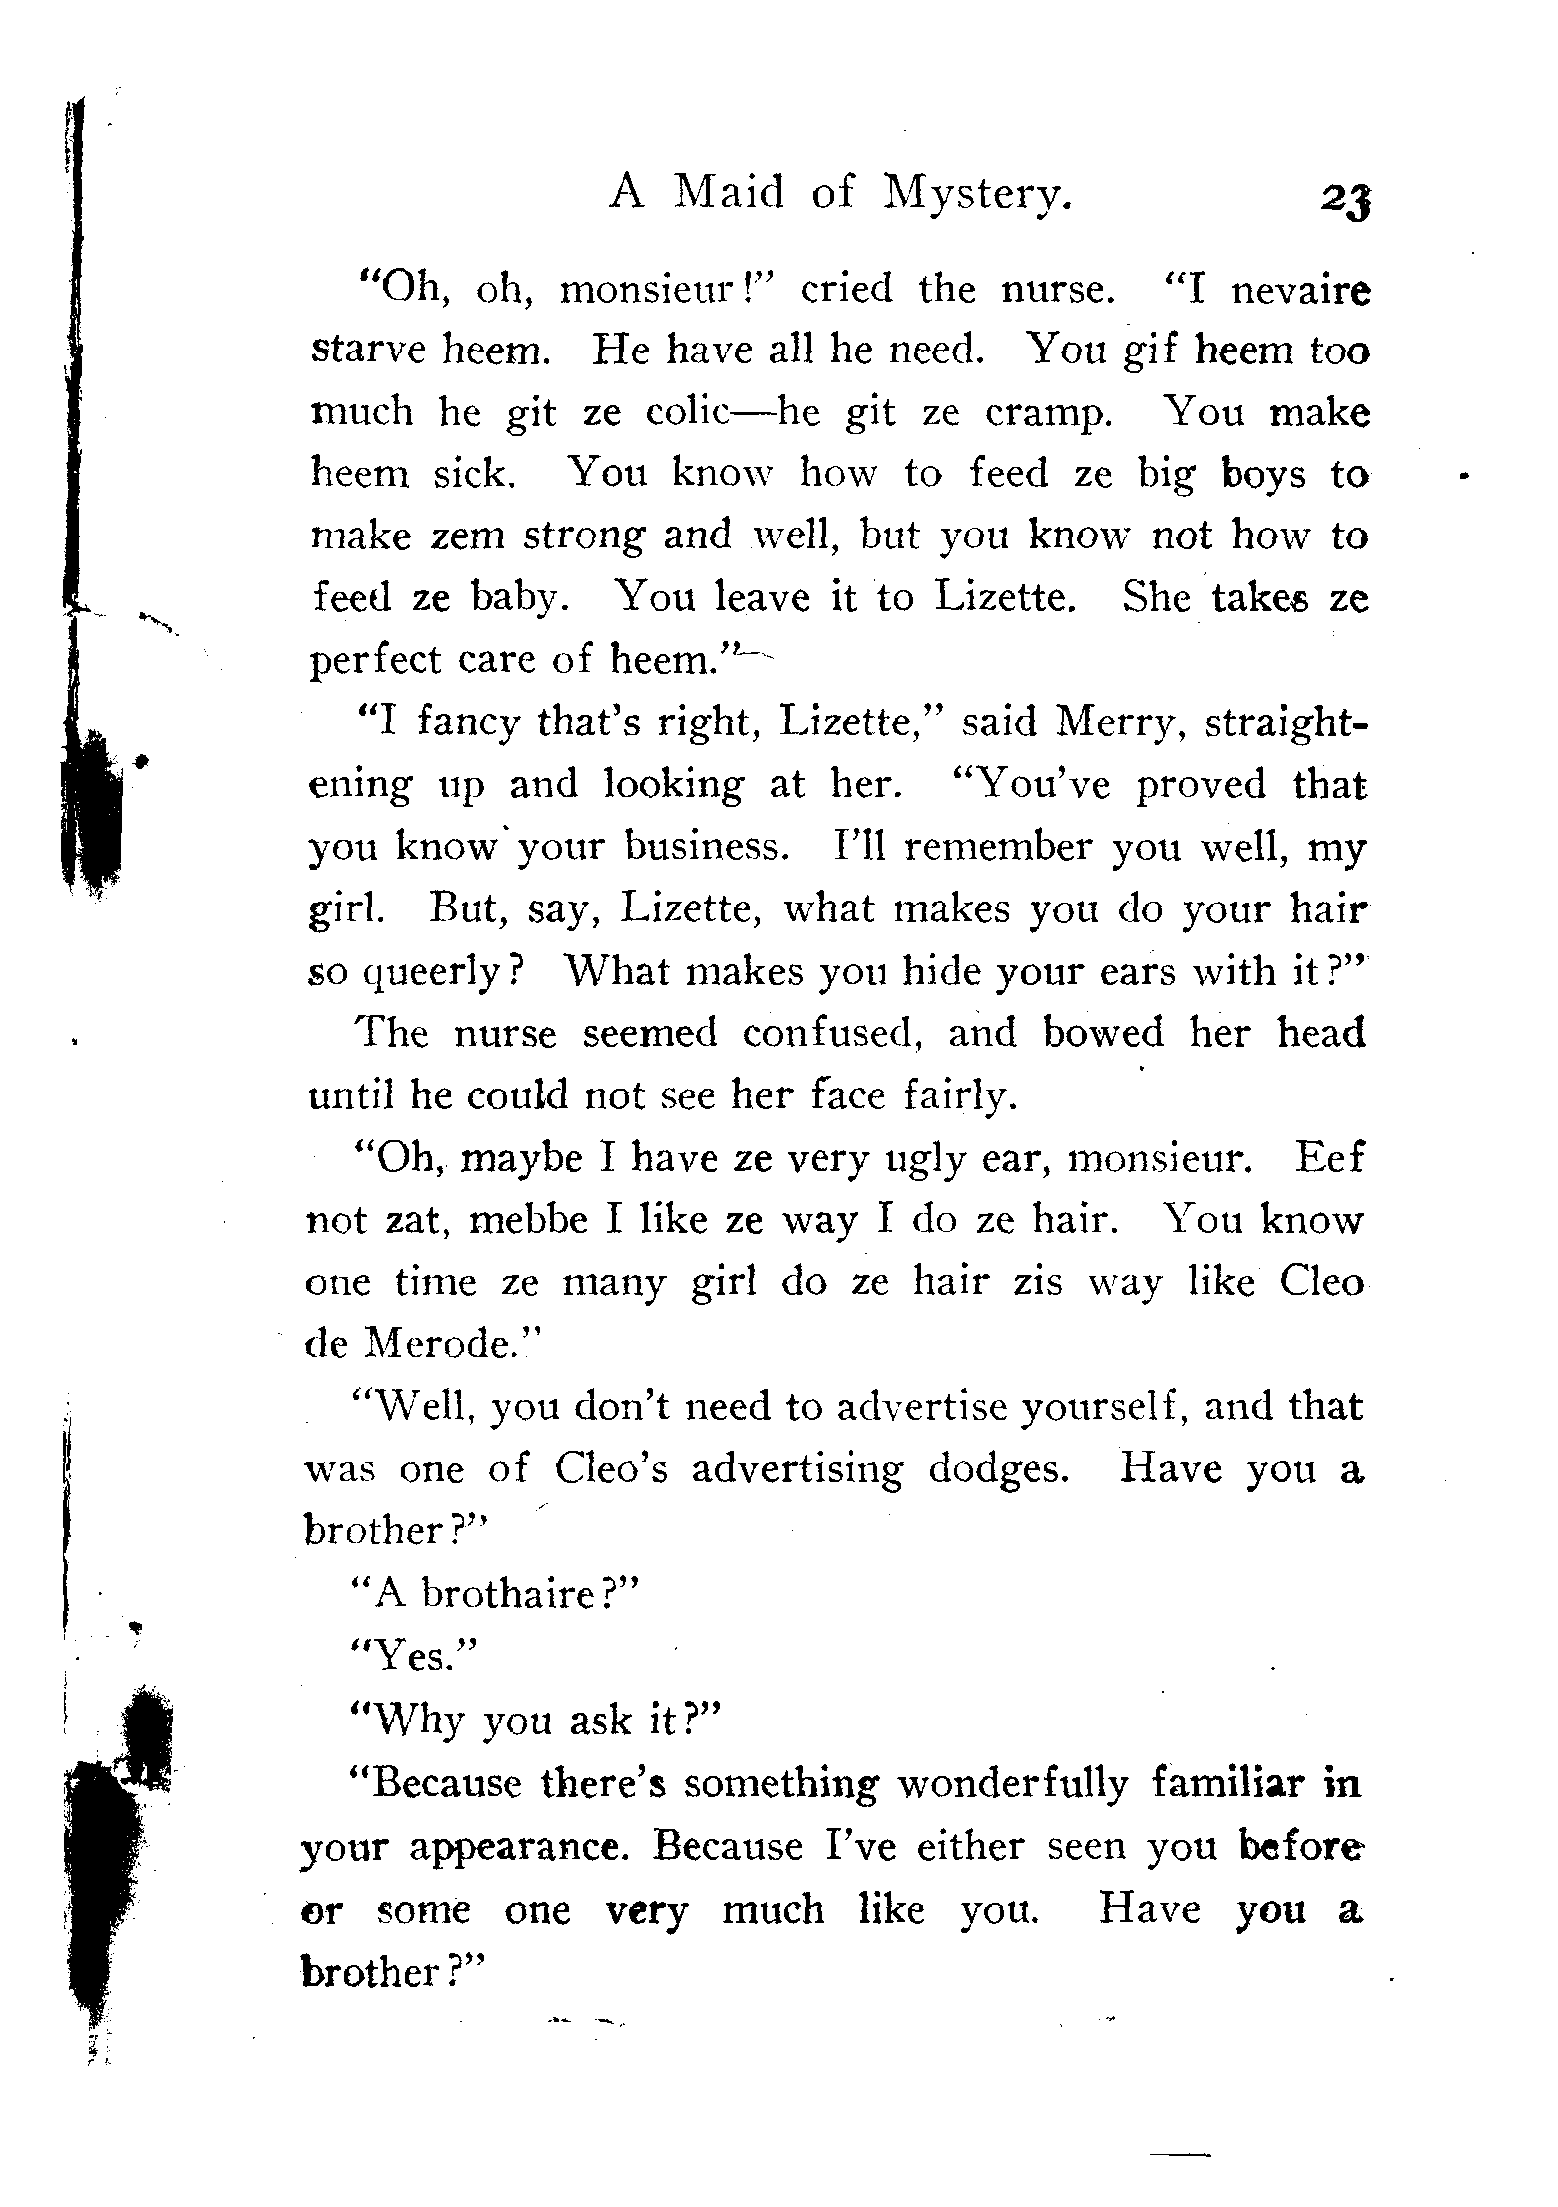 A Maid of Mystery. 23
"Oh, oh, monsieur!" cried the nurse. "I nevaire
starve heem. He have all he need. You gif heem too
much he git ze colic—he git ze cramp. You make
heem sick. You know how to feed ze big boys to
make zem strong and well, but you know not how to
feed ze baby. You leave it to Lizette. She takes ze
perfect care of heem."
"I fancy that's right, Lizette," said Merry, straight-
ening up and looking at her. "You've proved that
you know your business. I'll remember you well, my
girl. But, say, Lizette, what makes you do your hair
so queerly? What makes you hide your ears with it?"
The nurse seemed confused, and bowed her head
until he could not see her face fairly.
"Oh, maybe I have ze very ugly ear, monsieur. Eef
not zat, mebbe I like ze way I do ze hair. You know
one time ze many girl do ze hair zis way like Cleo
de Merode."
"Well, you don't need to advertise yourself, and that
was one of Cleo's advertising dodges. Have you a
brother?"
"A brothaire?"
"Yes."
"Why you ask it?"
"Because there's something wonderfully familiar in
your appearance. Because I've either seen you before
or some one very much like you. Have you a
brother?"